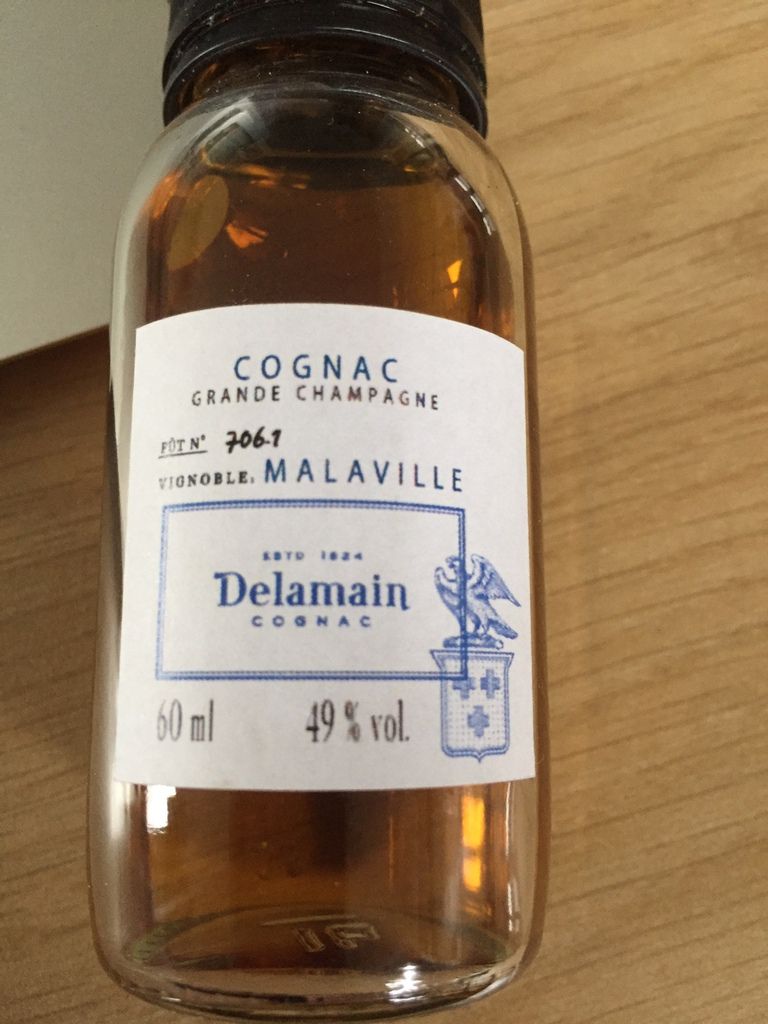 COGNAC
GRANDE CHAMPAGNE
FÛT N° 706.1
VIGNOBLE: MALAVILLE
ESTD 1824
Delamain
COGNAC
60 ml 49 % vol.